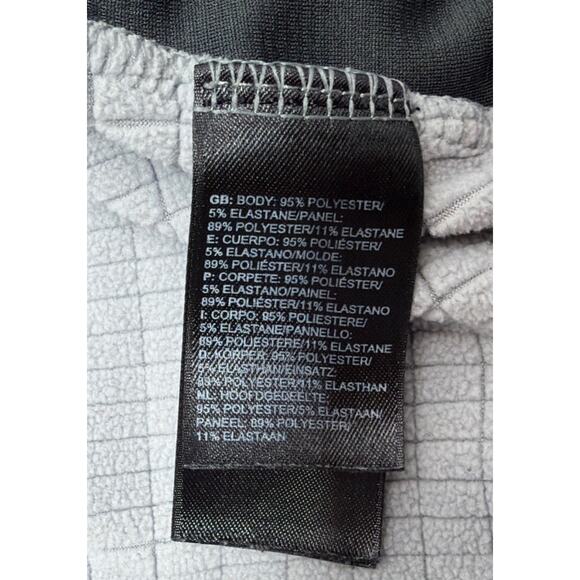 GB: BODY: 95% POLYESTER/
5% ELASTANE/PANEL:
89% POLYESTER/11% ELASTANE
E: CUERPO: 95% POLIÉSTER/
5% ELASTANO/MOLDE:
89% POLIÉSTER/11% ELASTANO
P: CORPETE: 95% POLIÉSTER/
5% ELASTANO/PAINEL:
89% POLIÉSTER/11% ELASTANO
I: CORPO: 95% POLIESTERE/
5% ELASTANE/PANNELLO:
89% POLIESTERE/11% ELASTANE
D: KÖRPER: 95% POLYESTER/
5% ELASTHAN/EINSATZ:
89% POLYESTER/11% ELASTHAN
NL: HOOFDGEDEELTE:
95% POLYESTER/5% ELASTAAN/
PANEEL: 89% POLYESTER/
11% ELASTAAN